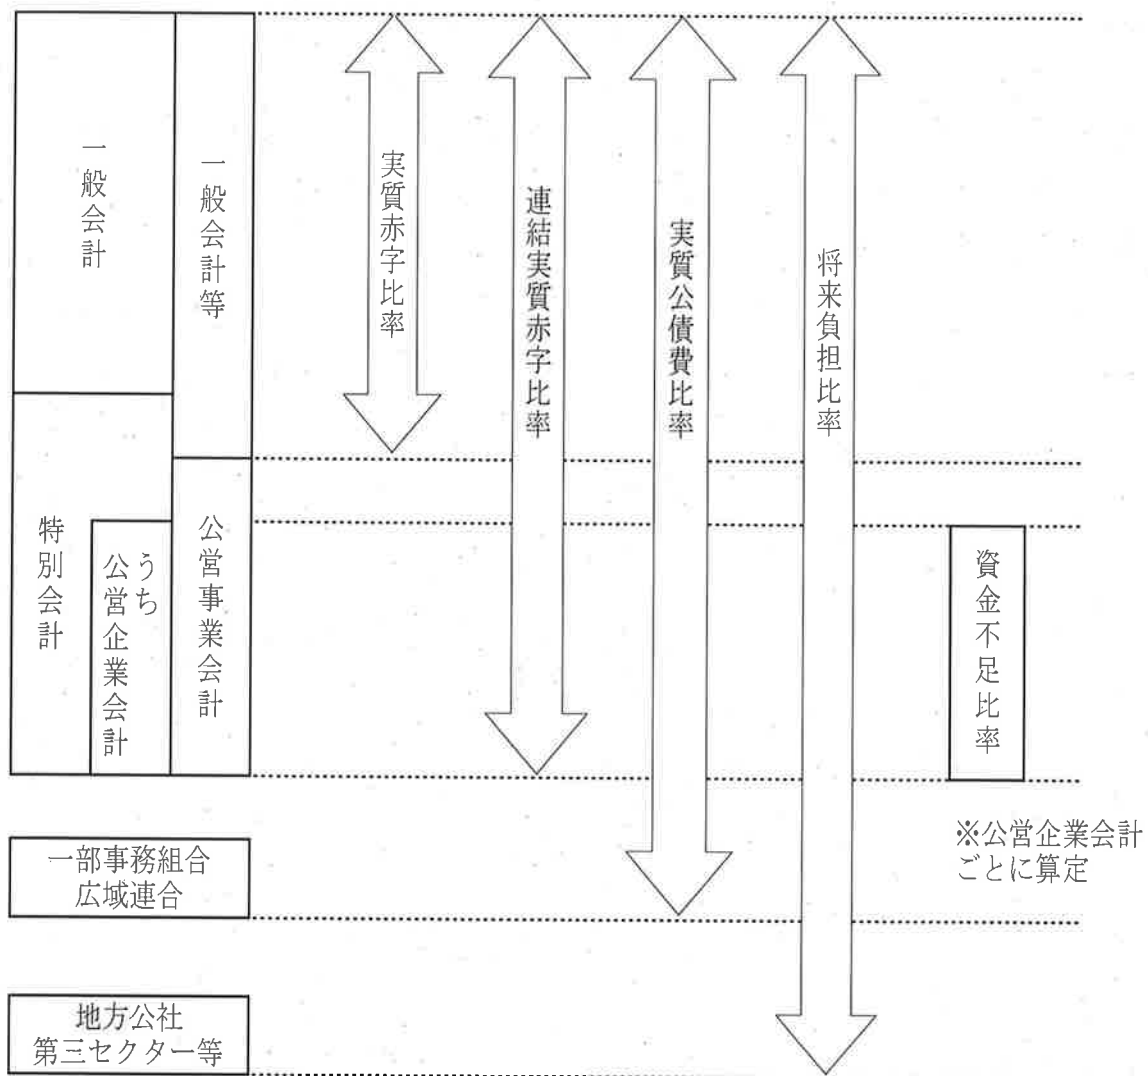 一般会計
一般会計等
実質赤字比率
連結実質赤字比率
実質公債費比率
将来負担比率
特別会計
うち
公営企業会計
公営事業会計
資金不足比率
※公営企業会計
ごとに算定
一部事務組合
広域連合
地方公社
第三セクター等